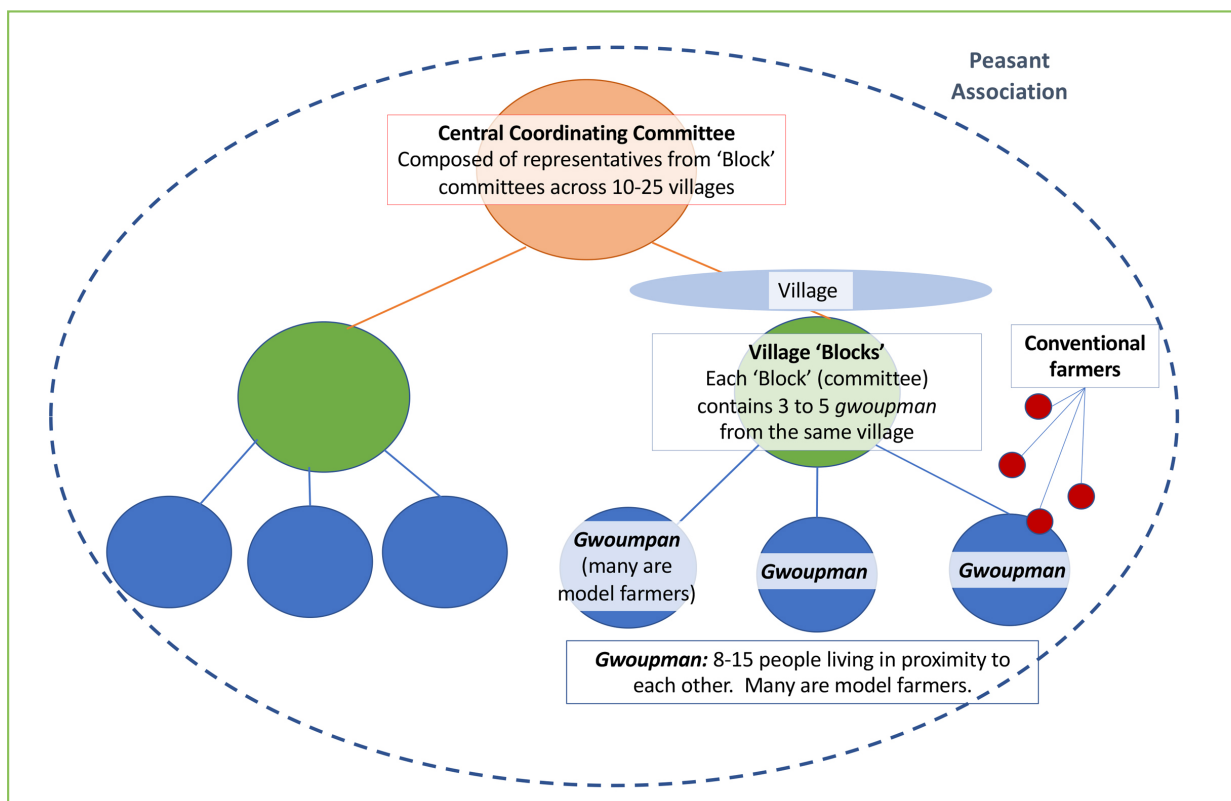 Peasant
Association
Central Coordinating Committee
Composed of representatives from ‘Block’
committees across 10-25 villages
Village
Village ‘Blocks’
Each ‘Block’ (committee)
contains 3 to 5 gwoupman
from the same village
Conventional
farmers
Gwoumpan
(many are
model farmers)
Gwoupman
Gwoupman
Gwoupman: 8-15 people living in proximity to
each other.  Many are model farmers.